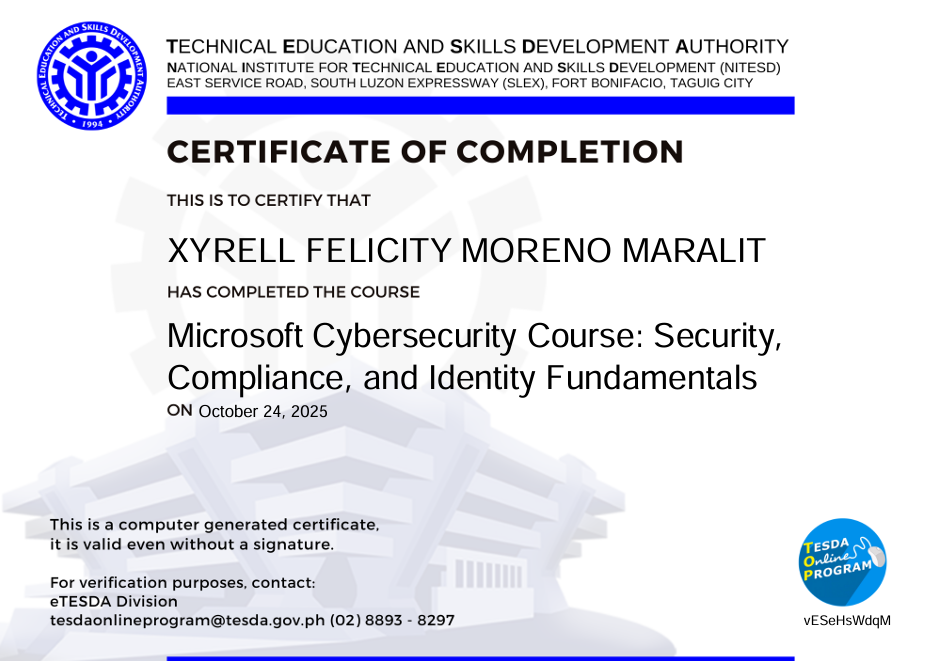 TECHNICAL EDUCATION AND SKILLS DEVELOPMENT AUTHORITY
• 1994 •
TECHNICAL EDUCATION AND SKILLS DEVELOPMENT AUTHORITY
NATIONAL INSTITUTE FOR TECHNICAL EDUCATION AND SKILLS DEVELOPMENT (NITESD)
EAST SERVICE ROAD, SOUTH LUZON EXPRESSWAY (SLEX), FORT BONIFACIO, TAGUIG CITY
CERTIFICATE OF COMPLETION
THIS IS TO CERTIFY THAT
XYRELL FELICITY MORENO MARALIT
HAS COMPLETED THE COURSE
Microsoft Cybersecurity Course: Security,
Compliance, and Identity Fundamentals
ON October 24, 2025
This is a computer generated certificate,
it is valid even without a signature.
For verification purposes, contact:
eTESDA Division
tesdaonlineprogram@tesda.gov.ph (02) 8893 - 8297
TESDA
Online
PROGRAM
vESeHsWdqM